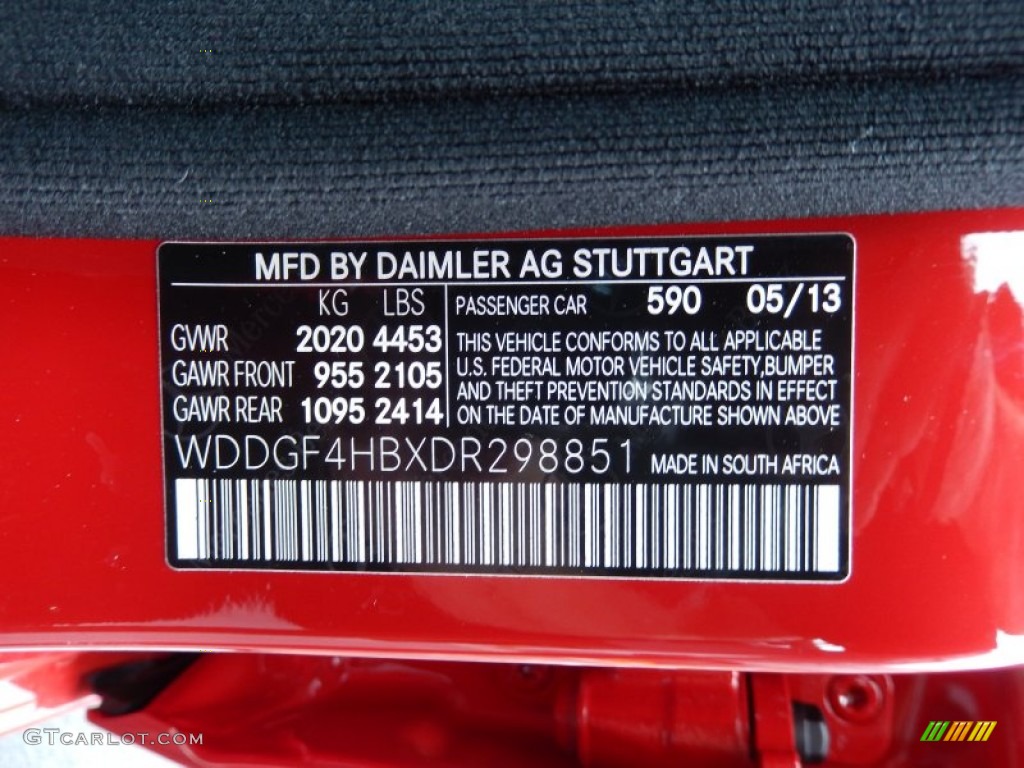 MFD BY DAIMLER AG STUTTGART
KG LBS
GVWR 2020 4453
GAWR FRONT 955 2105
GAWR REAR 1095 2414
PASSENGER CAR 590 05/13
THIS VEHICLE CONFORMS TO ALL APPLICABLE
U.S. FEDERAL MOTOR VEHICLE SAFETY,BUMPER
AND THEFT PREVENTION STANDARDS IN EFFECT
ON THE DATE OF MANUFACTURE SHOWN ABOVE
WDDGF4HBXDR298851 MADE IN SOUTH AFRICA
GTCARLOT.COM